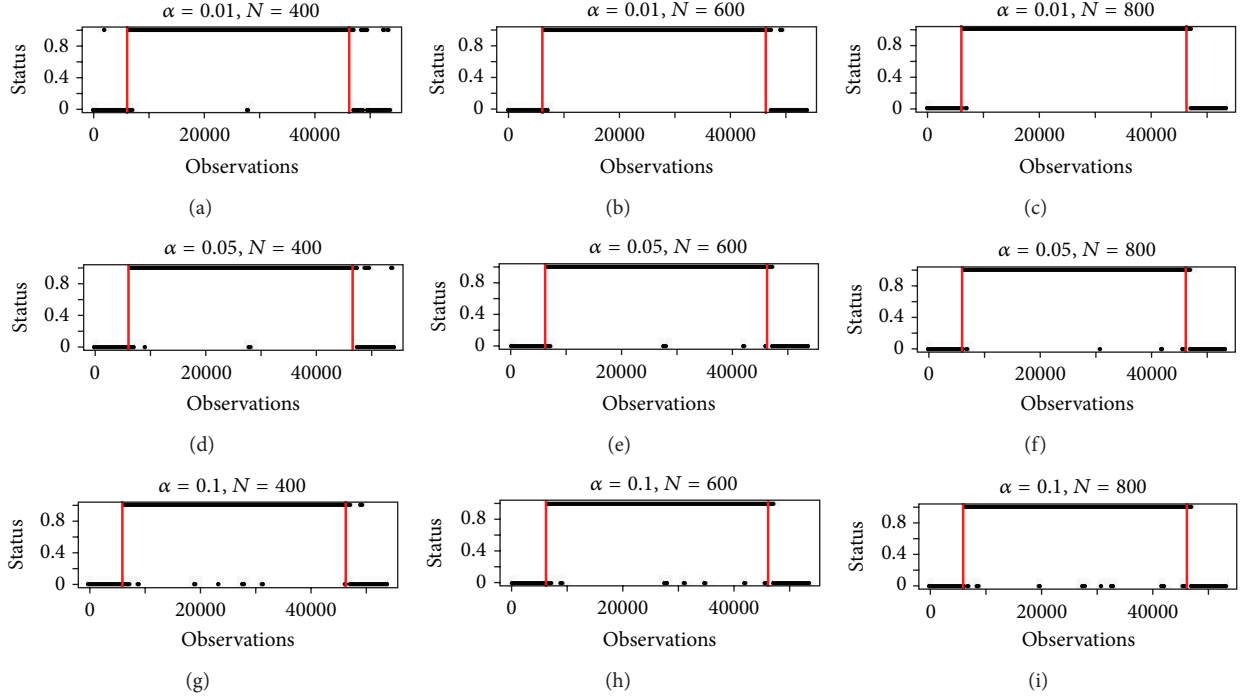 α = 0.01, N = 400
Status
0.8
0.4
0
0 20000 40000
Observations
(a)
α = 0.01, N = 600
Status
0.8
0.4
0
0 20000 40000
Observations
(b)
α = 0.01, N = 800
Status
0.8
0.4
0
0 20000 40000
Observations
(c)
α = 0.05, N = 400
Status
0.8
0.4
0
0 20000 40000
Observations
(d)
α = 0.05, N = 600
Status
0.8
0.4
0
0 20000 40000
Observations
(e)
α = 0.05, N = 800
Status
0.8
0.4
0
0 20000 40000
Observations
(f)
α = 0.1, N = 400
Status
0.8
0.4
0
0 20000 40000
Observations
(g)
α = 0.1, N = 600
Status
0.8
0.4
0
0 20000 40000
Observations
(h)
α = 0.1, N = 800
Status
0.8
0.4
0
0 20000 40000
Observations
(i)